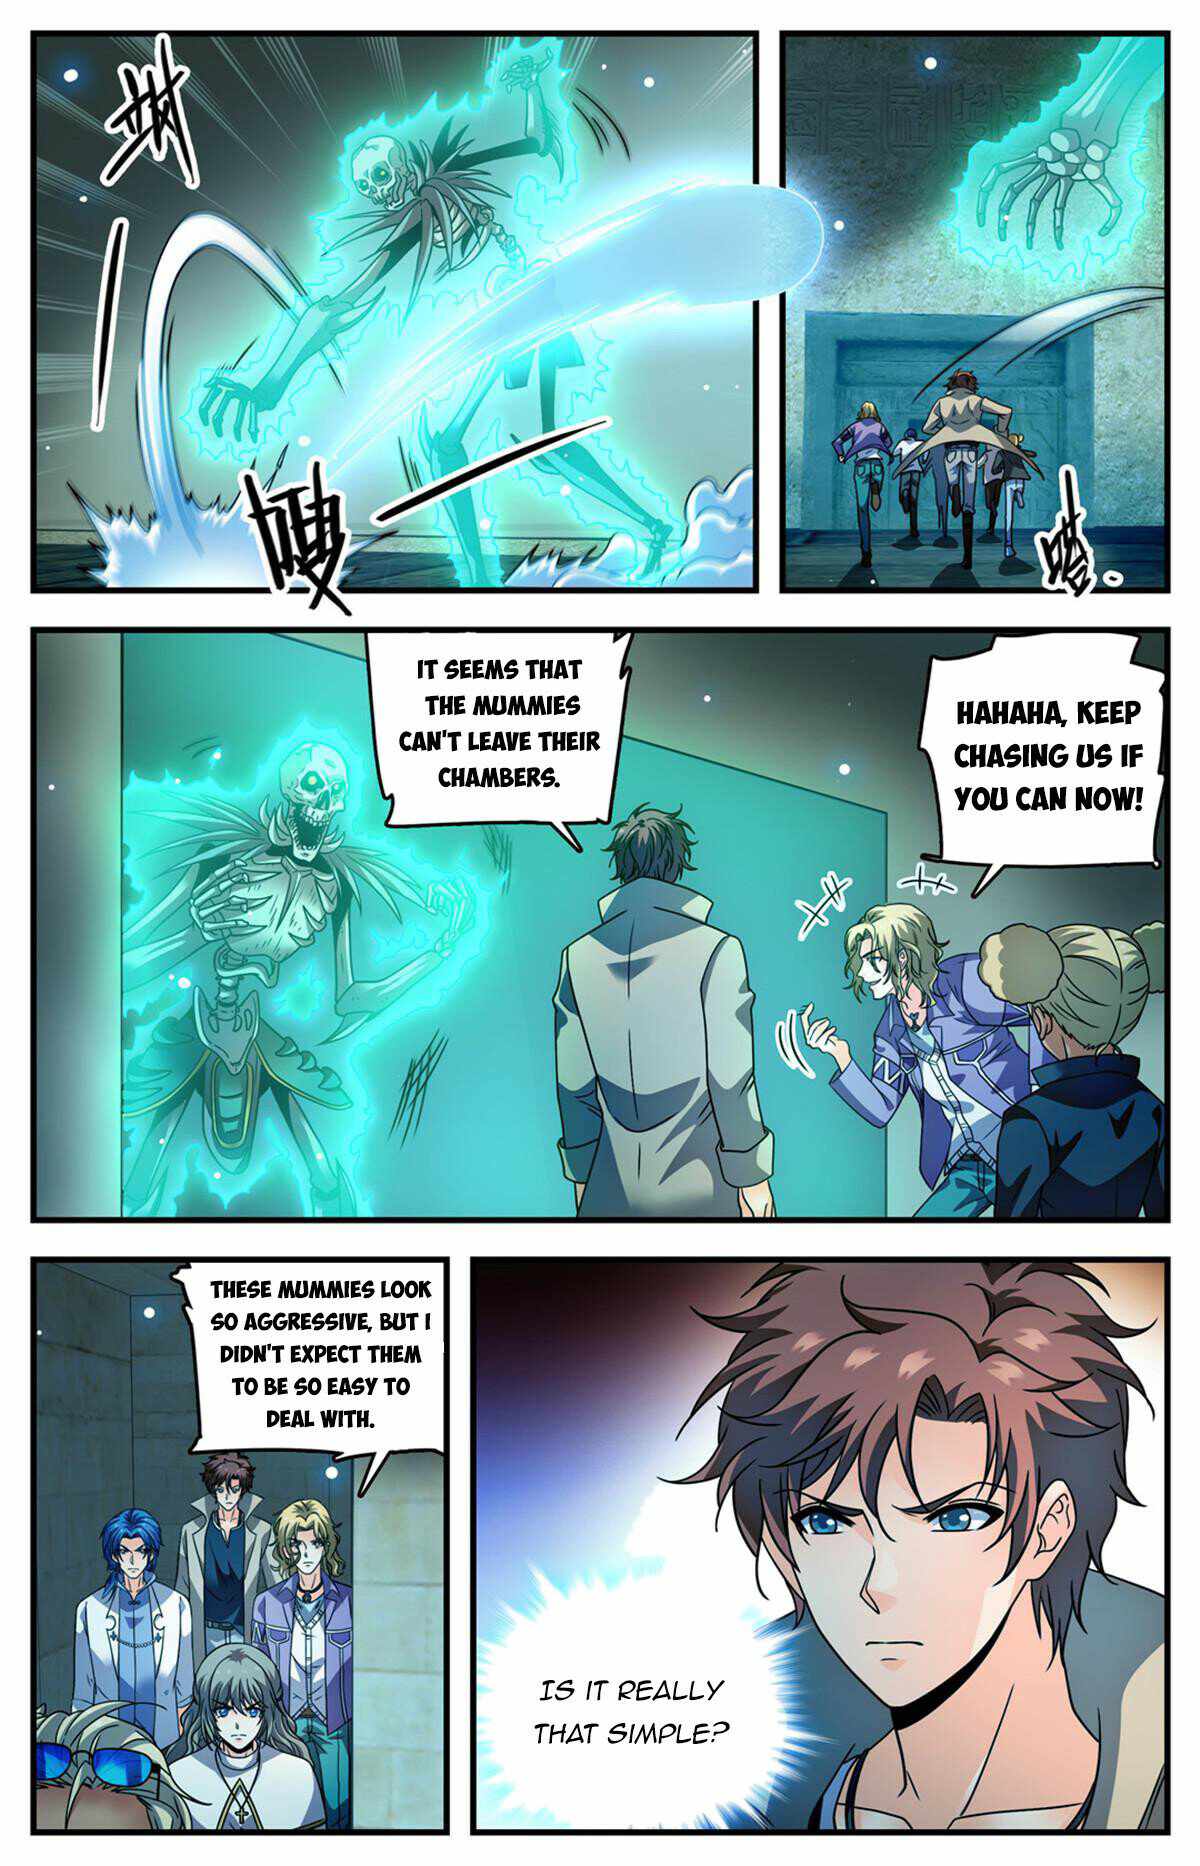 嗒
IT SEEMS THAT
THE MUMMIES
CAN'T LEAVE THEIR
CHAMBERS.
HAHAHA, KEEP
CHASING US IF
YOU CAN NOW!
THESE MUMMIES LOOK
SO AGGRESSIVE, BUT I
DIDN'T EXPECT THEM
TO BE SO EASY TO
DEAL WITH.
IS IT REALLY
THAT SIMPLE?